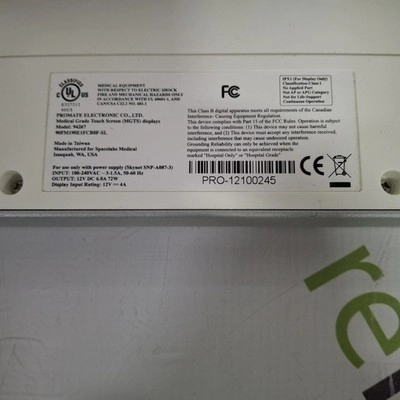 CLASSIFIED
UL
US
MEDICAL EQUIPMENT
WITH RESPECT TO ELECTRIC SHOCK
FIRE AND MECHANICAL HAZARDS ONLY
IN ACCORDANCE WITH UL 60601-1, AND
CAN/CSA C22.2 NO. 601.1
PROMATE ELECTRONIC CO., LTD.
Medical Grade Touch Screen (MGTS) displays
Model: 94267
Made in Taiwan
Manufactured for Spacelabs Medical
Issaquah, WA, USA
For use only with power supply (Skynet SNP-A087-3)
INPUT: 100-240VAC ~ 3-1.5A, 50-60 Hz
OUTPUT: 12V DC 6.0A 72W
Display Input Rating: 12V 4A
FC
IPX1 (For Display Only)
Classification Class I
No Applied Part
Not AP or APG Category
Not for Life-Support
Continuous Operation
This Class B digital apparatus meets all requirements of the Canadian
Interference- Causing Equipment Regulation.
This device complies with Part 15 of the FCC Rules. Operation is
subject to the following two conditions:
(1) This device may not cause harmful interference, and
(2) this device must accept any interference received,
including interference that may cause undesired operation.
Grounding reliability can only be achieved when this device is
connected to an equivalent receptacle
marked "Hospital Only" or "Hospital Grade"
PRO-12100245
re